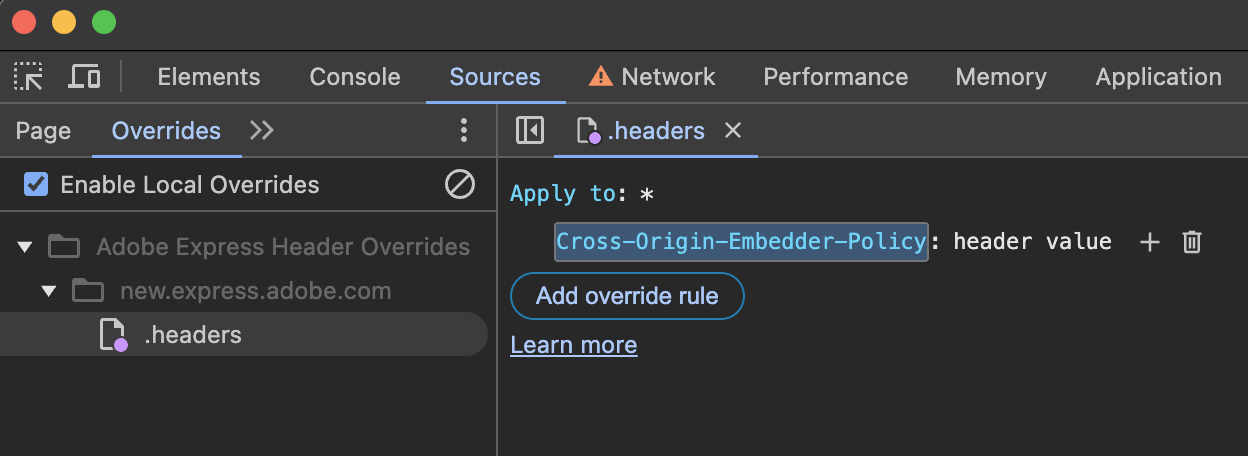 Elements Console Sources Network Performance Memory Application
Page Overrides
.headers
Enable Local Overrides
Adobe Express Header Overrides
new.express.adobe.com
.headers
Apply to: *
Cross-Origin-Embedder-Policy: header value
Add override rule
Learn more